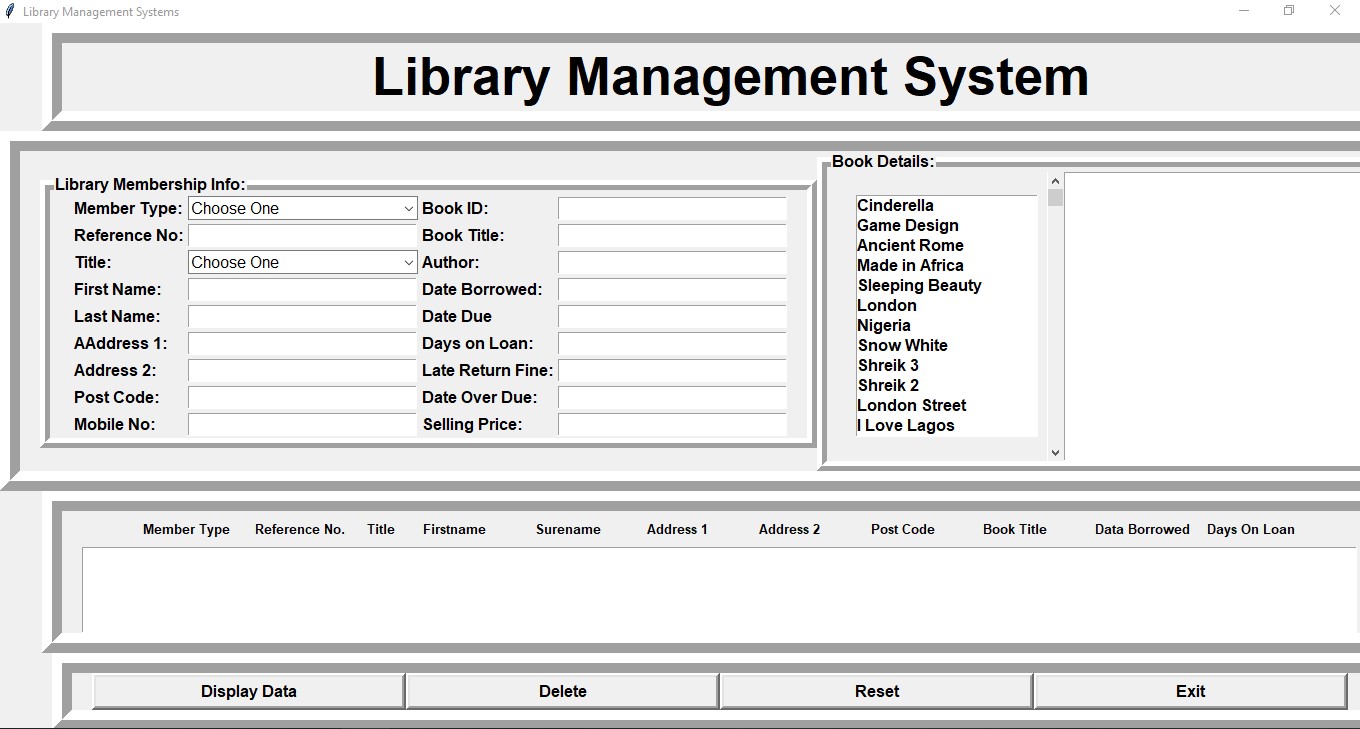 Library Management Systems
Library Management System
Library Membership Info:
Member Type: Choose One Book ID:
Reference No: Book Title:
Title: Choose One Author:
First Name: Date Borrowed:
Last Name: Date Due
AAddress 1: Days on Loan:
Address 2: Late Return Fine:
Post Code: Date Over Due:
Mobile No: Selling Price:
Book Details:
Cinderella
Game Design
Ancient Rome
Made in Africa
Sleeping Beauty
London
Nigeria
Snow White
Shreik 3
Shreik 2
London Street
I Love Lagos
Member Type Reference No. Title Firstname Surename Address 1 Address 2 Post Code Book Title Data Borrowed Days On Loan
Display Data Delete Reset Exit